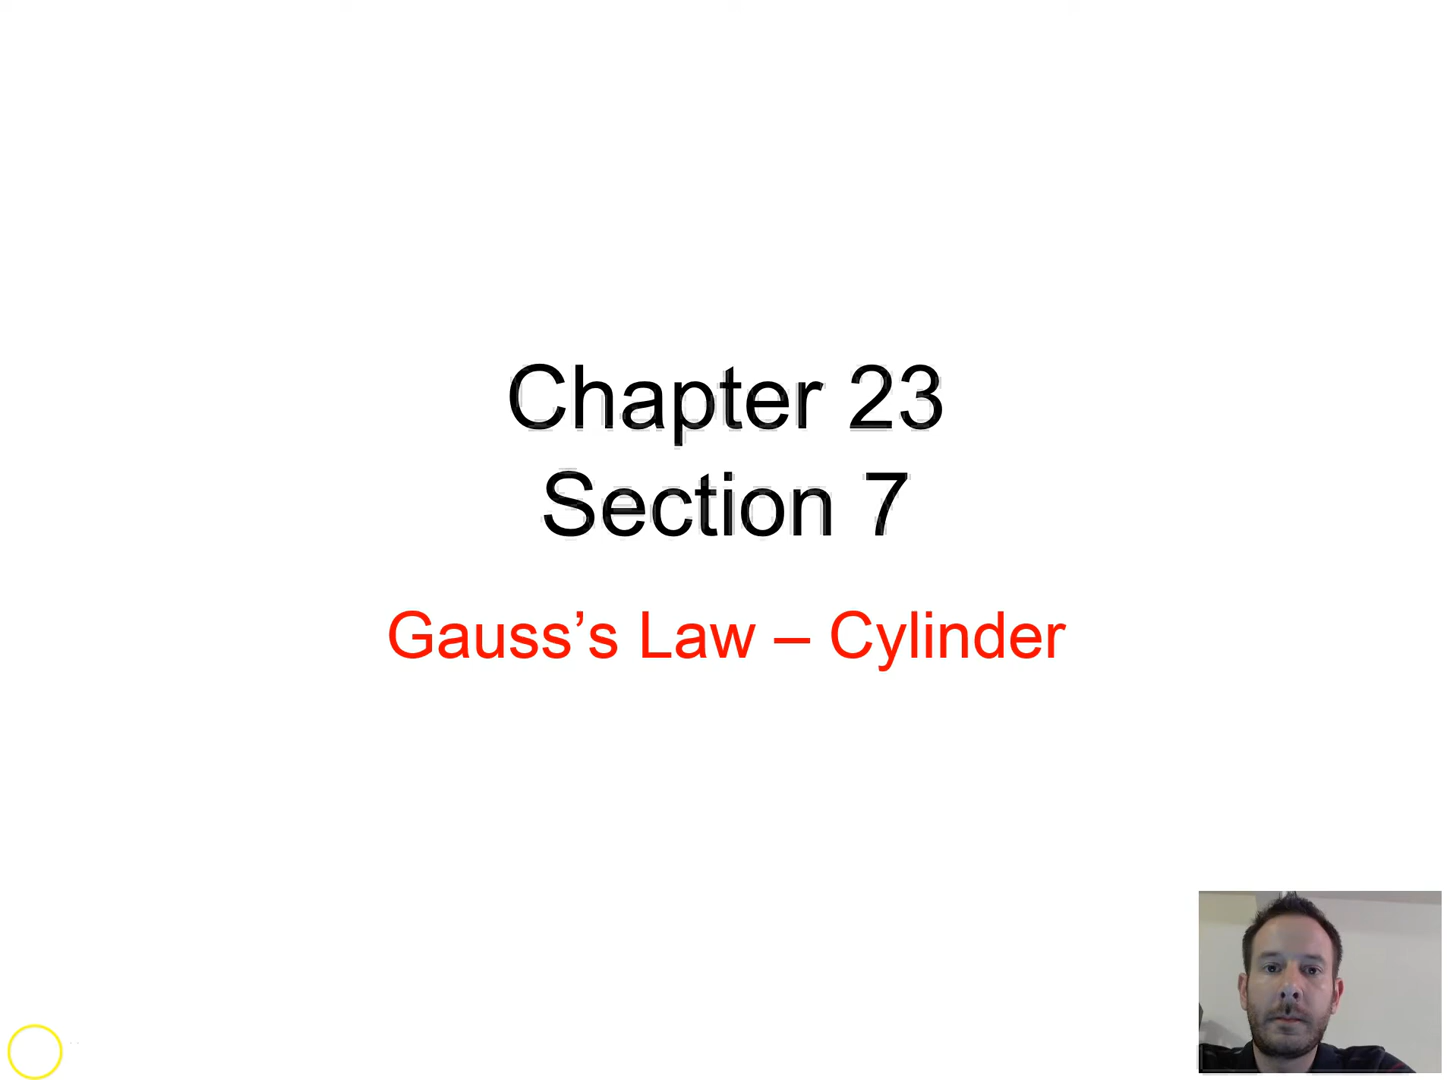 Chapter 23
Section 7
Gauss’s Law – Cylinder